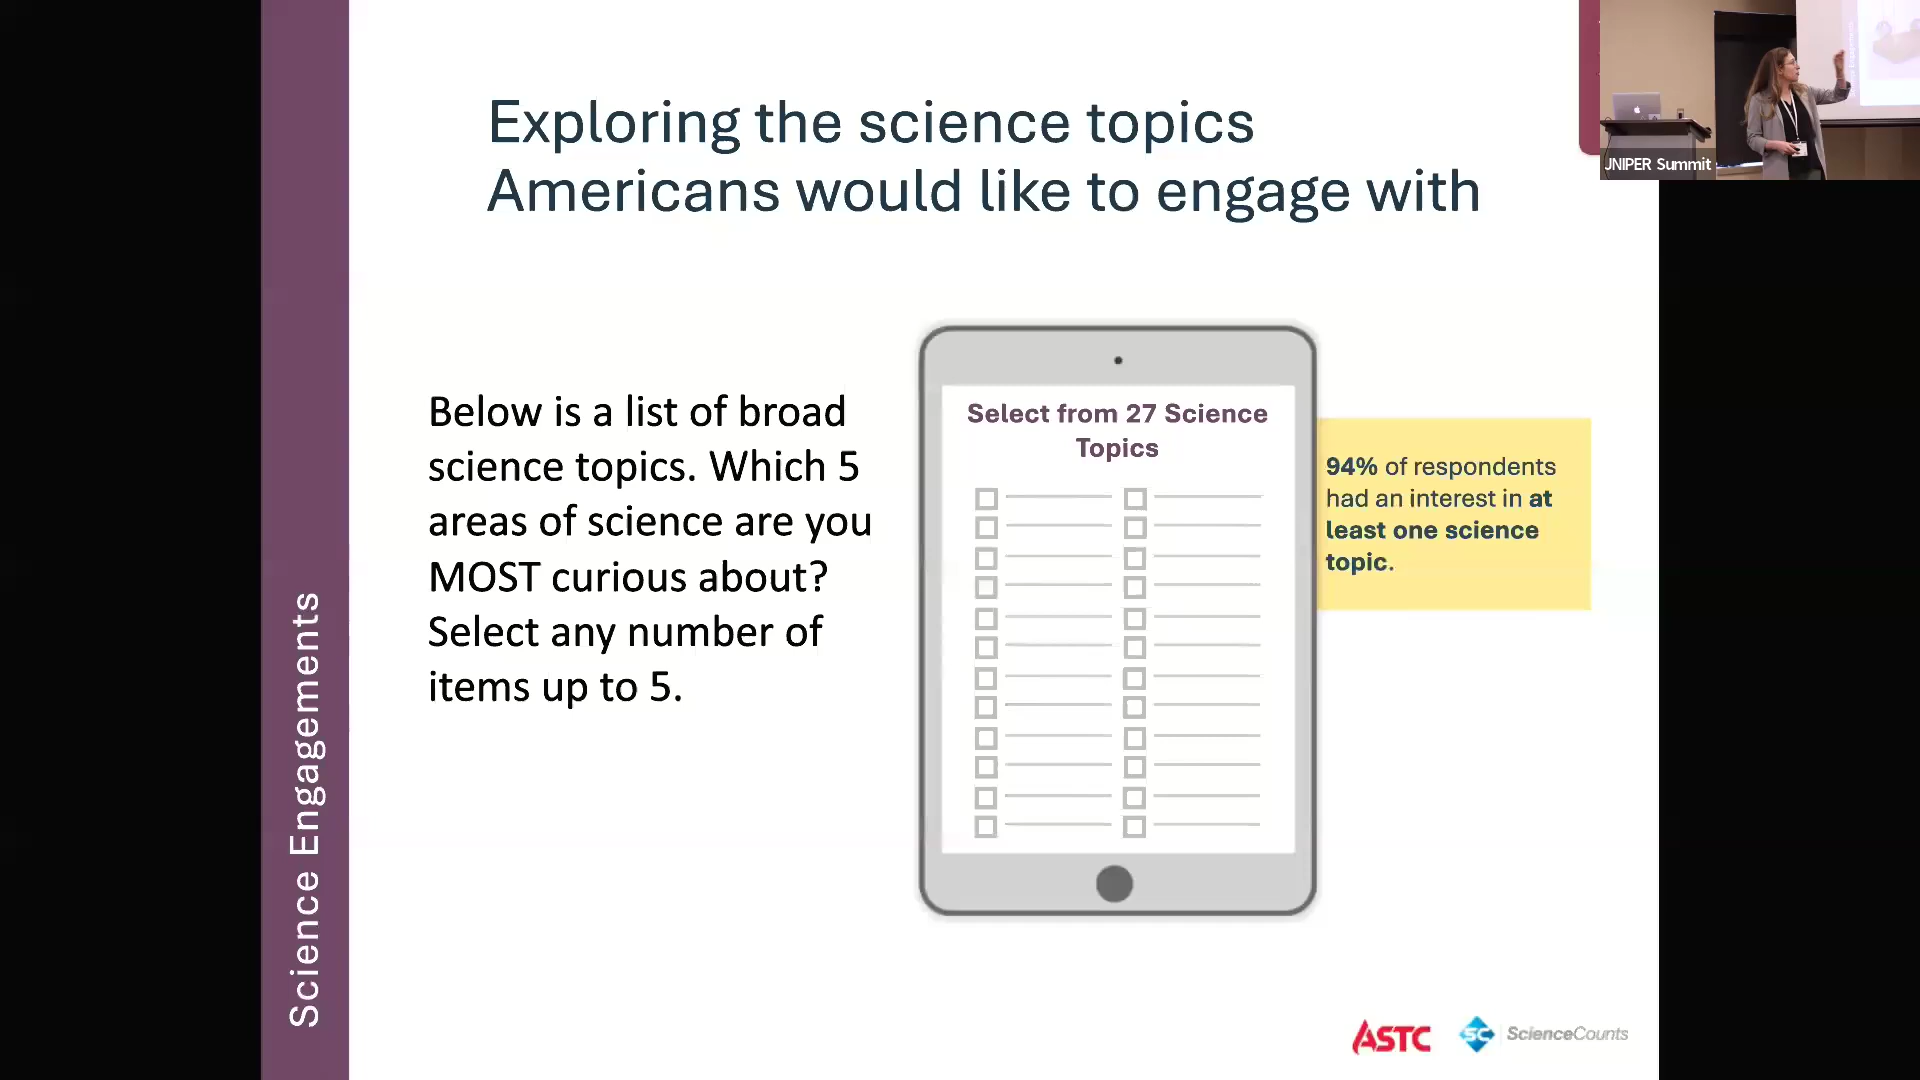 Exploring the science topics
Americans would like to engage with
JNIPER Summit
Below is a list of broad
science topics. Which 5
areas of science are you
MOST curious about?
Select any number of
items up to 5.
Select from 27 Science
Topics
94% of respondents
had an interest in at
least one science
topic.
Science Engagements
ASTC
SC ScienceCounts